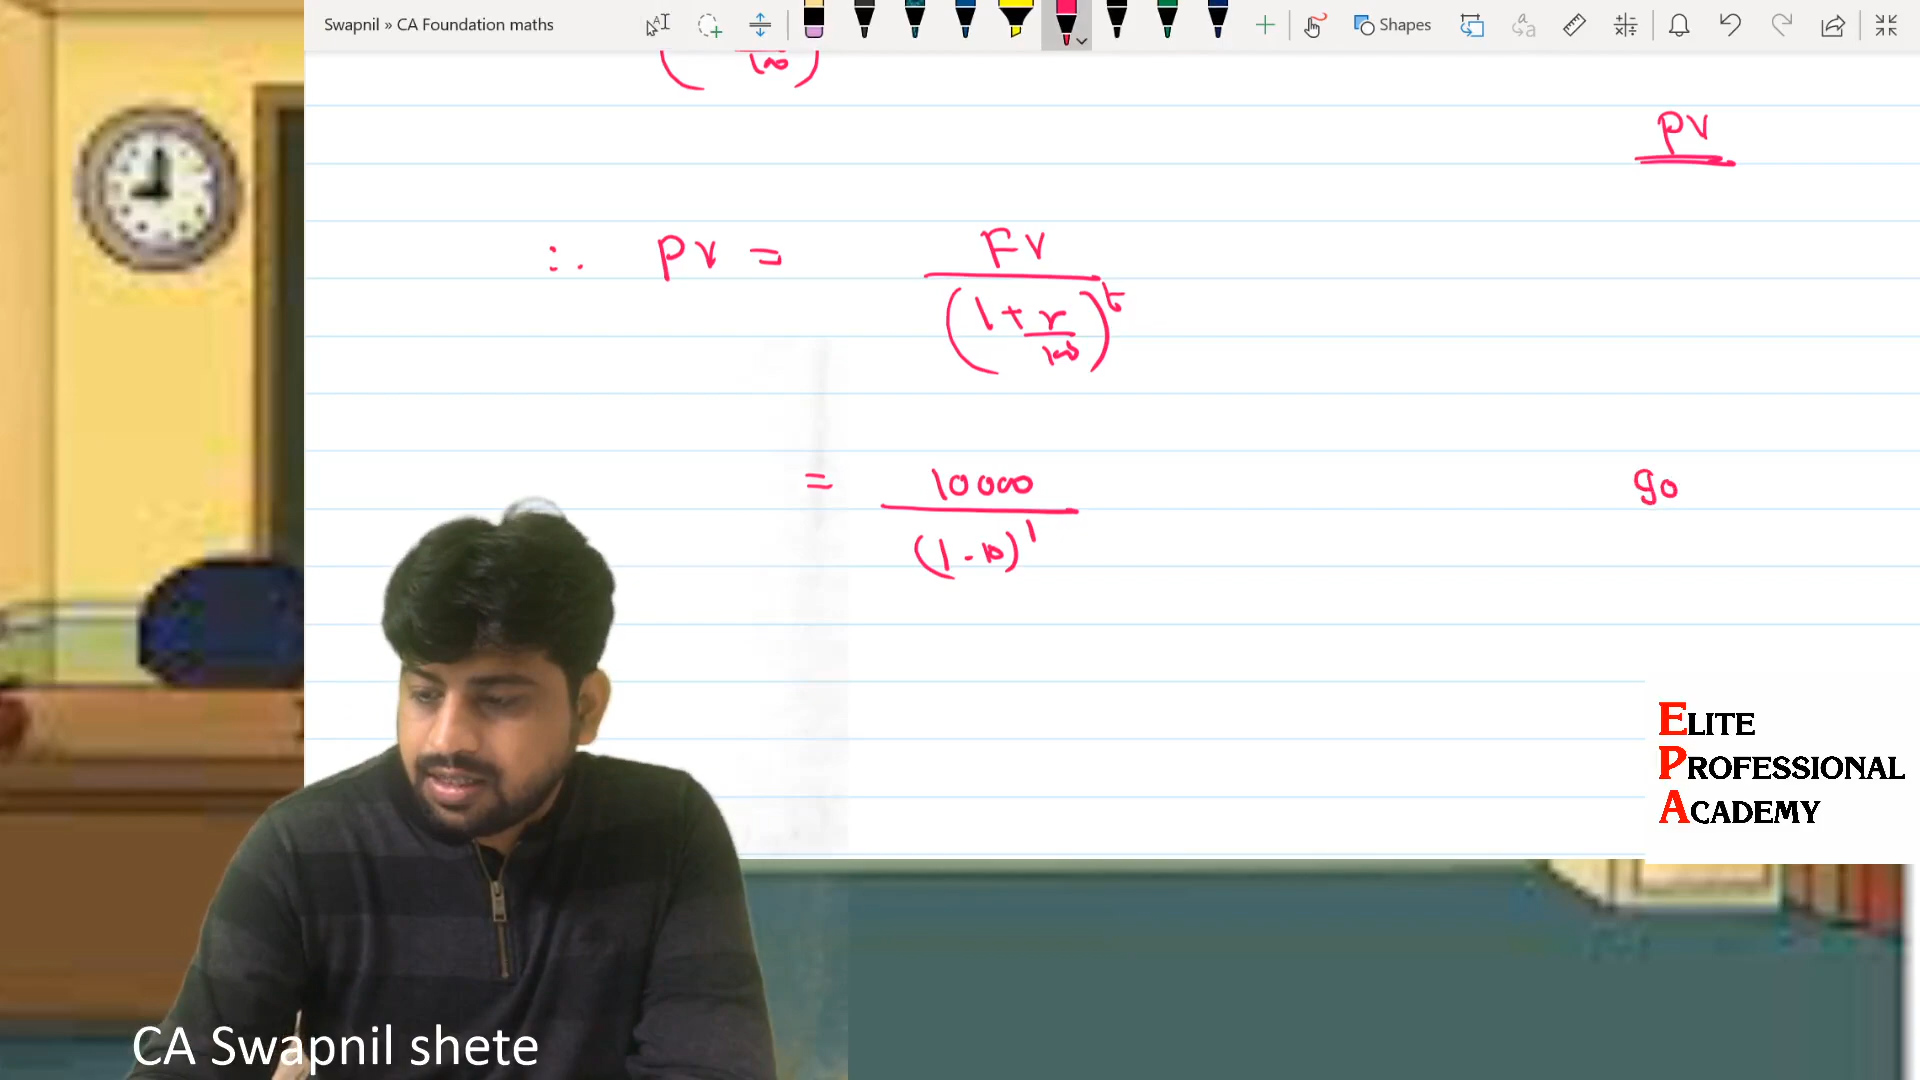 Swapnil » CA Foundation maths
Shapes
100
PV
∴ PV = FV
(1 + r/100)^t
= 10000
(1.10)^1
90
ELITE
PROFESSIONAL
ACADEMY
CA Swapnil shete